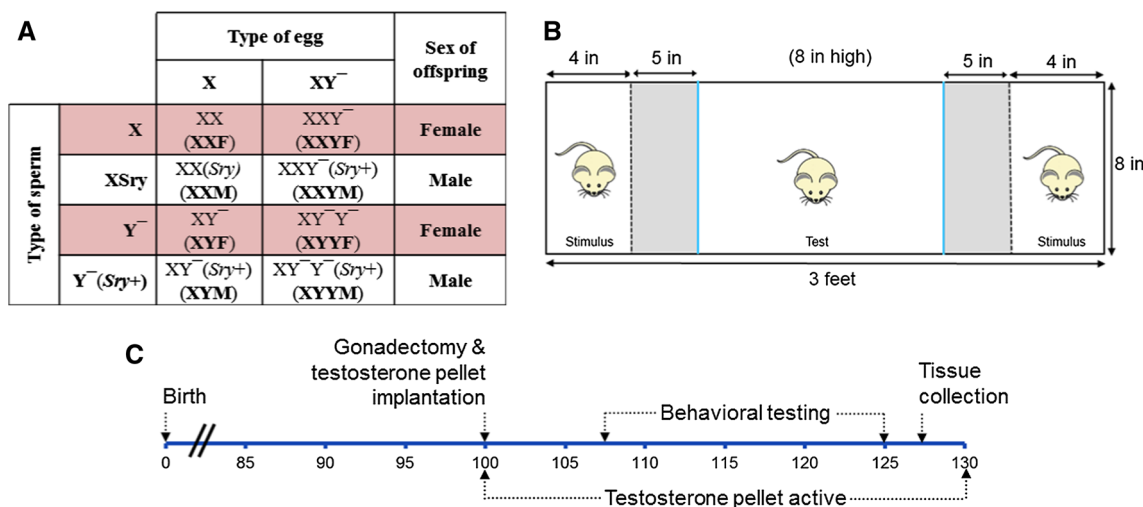 A
Type of egg
Sex of
offspring
X
XY⁻
Type of sperm
X
XX
(XXF)
XXY⁻
(XXYF)
Female
XSry
XX(Sry)
(XXM)
XXY⁻(Sry+)
(XXYM)
Male
Y⁻
XY⁻
(XYF)
XY⁻Y⁻
(XYYF)
Female
Y⁻(Sry+)
XY⁻(Sry+)
(XYM)
XY⁻Y⁻(Sry+)
(XYYM)
Male
B
4 in
5 in
(8 in high)
5 in
4 in
8 in
Stimulus
Test
Stimulus
3 feet
C
Birth
Gonadectomy &
testosterone pellet
implantation
Behavioral testing
Tissue
collection
0 85 90 95 100 105 110 115 120 125 130
Testosterone pellet active